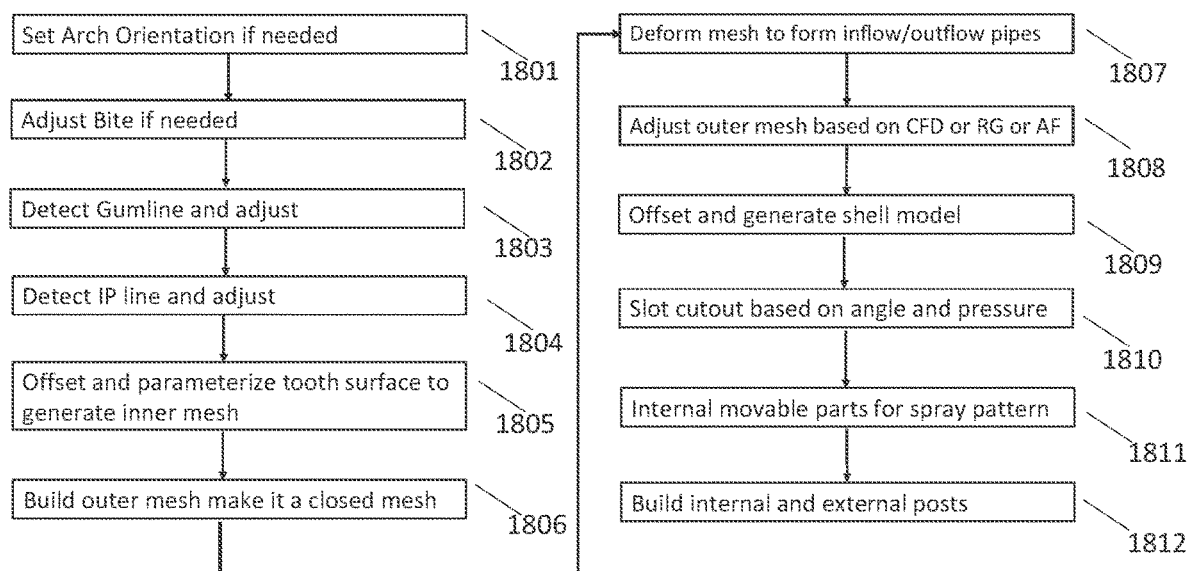 Set Arch Orientation if needed
1801
Adjust Bite if needed
1802
Detect Gumline and adjust
1803
Detect IP line and adjust
1804
Offset and parameterize tooth surface to
generate inner mesh
1805
Build outer mesh make it a closed mesh
1806
Deform mesh to form inflow/outflow pipes
1807
Adjust outer mesh based on CFD or RG or AF
1808
Offset and generate shell model
1809
Slot cutout based on angle and pressure
1810
Internal movable parts for spray pattern
1811
Build internal and external posts
1812